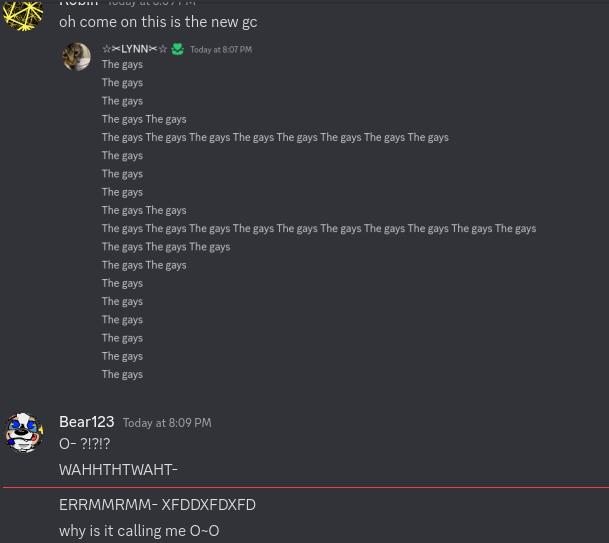 Robin Today at 8:09 PM
oh come on this is the new gc
☆✂LYNN✂☆ Today at 8:07 PM
The gays
The gays
The gays
The gays The gays
The gays The gays The gays The gays The gays The gays The gays The gays
The gays
The gays
The gays
The gays The gays
The gays The gays The gays The gays The gays The gays The gays The gays The gays The gays
The gays The gays The gays
The gays The gays
The gays
The gays
The gays
The gays
The gays
The gays
Bear123 Today at 8:09 PM
O- ?!?!?
WAHHTHTWAHT-
ERRMMRMM- XFDDXFDXFD
why is it calling me O~O